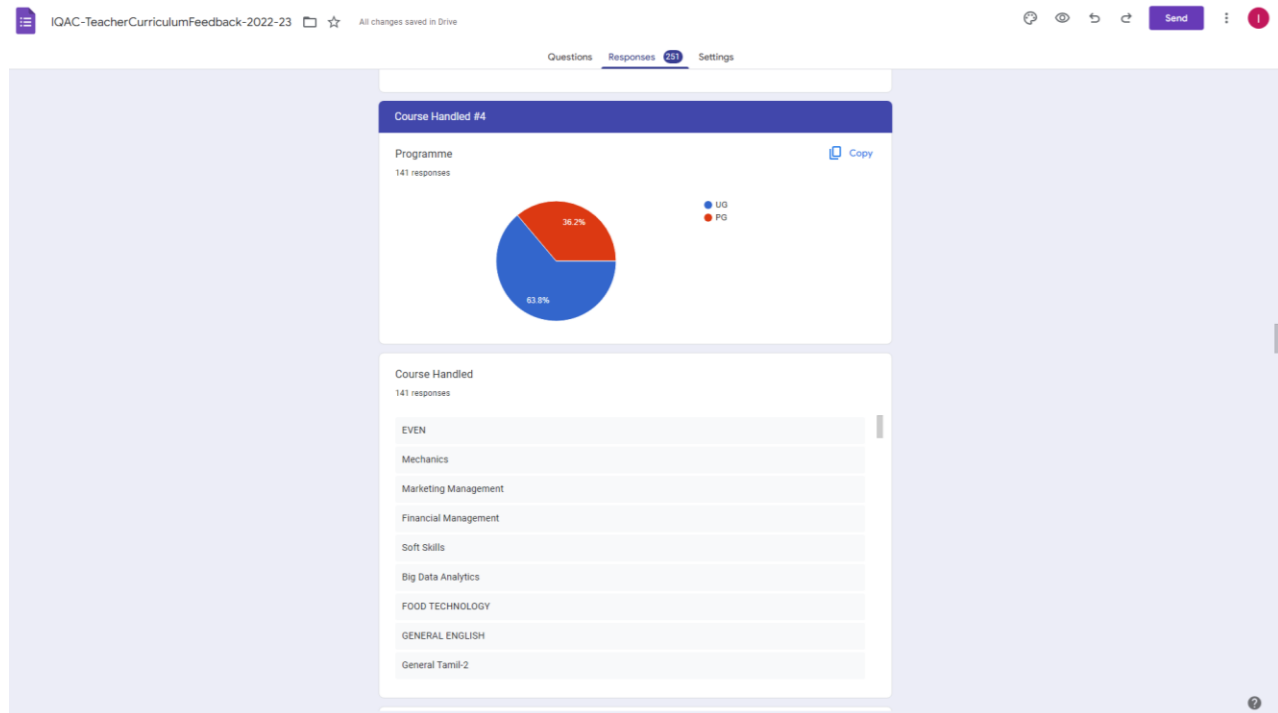 IQAC-TeacherCurriculumFeedback-2022-23 All changes saved in Drive Send I
Questions Responses 251 Settings
Course Handled #4
Programme Copy
141 responses
UG
PG
36.2%
63.8%
Course Handled
141 responses
EVEN
Mechanics
Marketing Management
Financial Management
Soft Skills
Big Data Analytics
FOOD TECHNOLOGY
GENERAL ENGLISH
General Tamil-2